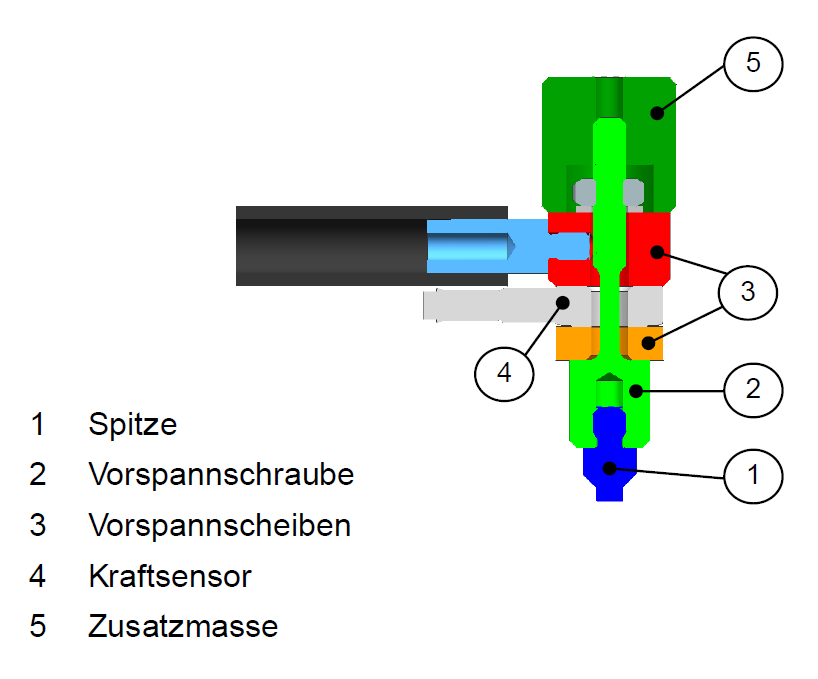 5
3
4
2
1
1 Spitze
2 Vorspannschraube
3 Vorspannscheiben
4 Kraftsensor
5 Zusatzmasse